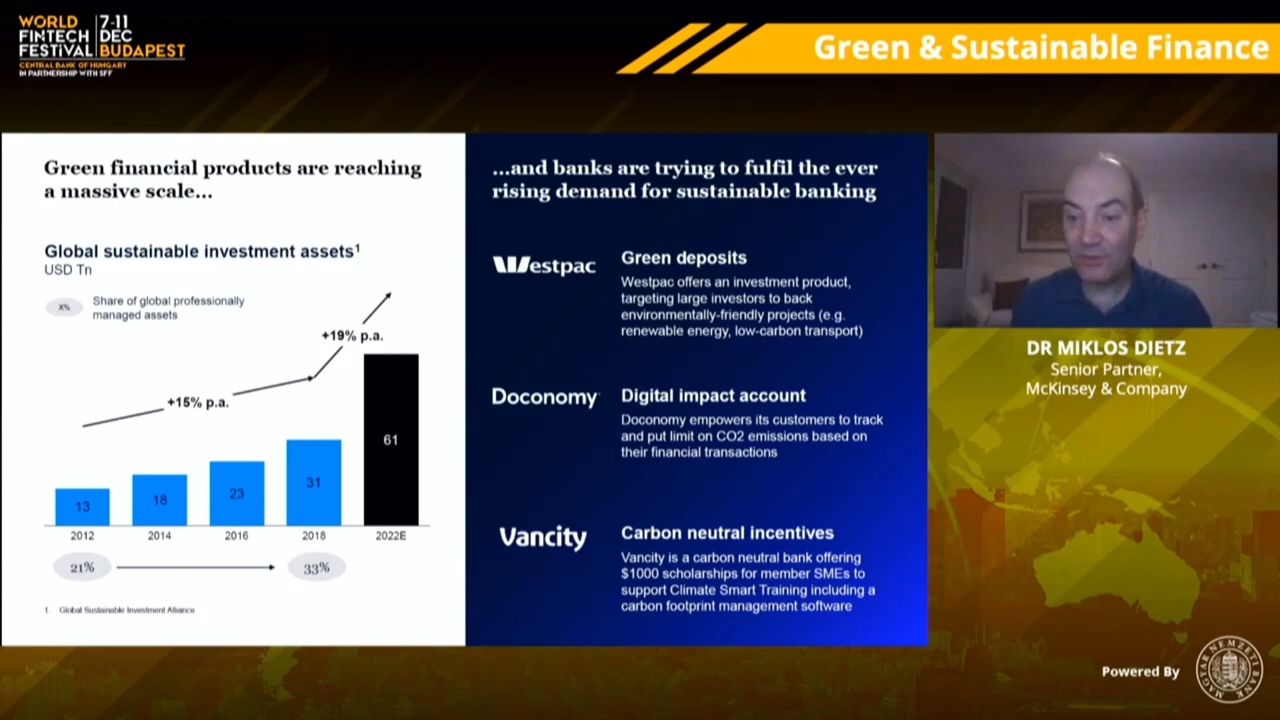 WORLD
FINTECH
FESTIVAL
7-11
DEC
BUDAPEST
CENTRAL BANK OF HUNGARY
IN PARTNERSHIP WITH SFF
Green & Sustainable Finance
Green financial products are reaching
a massive scale...
Global sustainable investment assets¹
USD Tn
X%
Share of global professionally
managed assets
+19% p.a.
+15% p.a.
13
18
23
31
61
2012
2014
2016
2018
2022E
21%
33%
1. Global Sustainable Investment Alliance
...and banks are trying to fulfil the ever
rising demand for sustainable banking
Westpac
Green deposits
Westpac offers an investment product,
targeting large investors to back
environmentally-friendly projects (e.g.
renewable energy, low-carbon transport)
Doconomy
Digital impact account
Doconomy empowers its customers to track
and put limit on CO2 emissions based on
their financial transactions
Vancity
Carbon neutral incentives
Vancity is a carbon neutral bank offering
$1000 scholarships for member SMEs to
support Climate Smart Training including a
carbon footprint management software
DR MIKLOS DIETZ
Senior Partner,
McKinsey & Company
Powered By
MAGYAR NEMZETI BANK